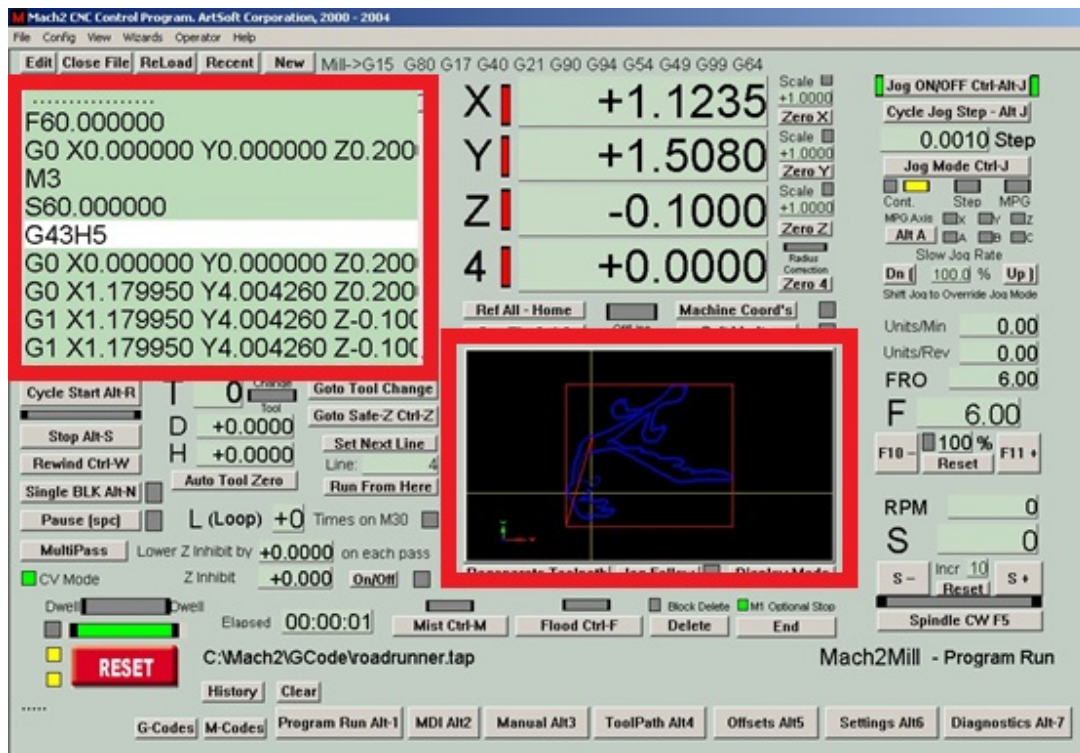 Mach2 CNC Control Program. ArtSoft Corporation, 2000 - 2004
File Config View Wizards Operator Help
Edit Close File ReLoad Recent New Mill->G15 G80 G17 G40 G21 G90 G94 G54 G49 G99 G64
F60.000000
G0 X0.000000 Y0.000000 Z0.200
M3
S60.000000
G43H5
G0 X0.000000 Y0.000000 Z0.200
G0 X1.179950 Y4.004260 Z0.200
G1 X1.179950 Y4.004260 Z-0.100
G1 X1.179950 Y4.004260 Z-0.100
X +1.1235 Scale +1.0000 Zero X
Y +1.5080 Scale +1.0000 Zero Y
Z -0.1000 Scale +1.0000 Zero Z
4 +0.0000 Radius Correction Zero 4
Ref All - Home Machine Coord's
Jog ON/OFF Ctrl-Alt-J
Cycle Jog Step - Alt J
0.0010 Step
Jog Mode Ctrl-J
Cont. Step MPG
MPG Axis X Y Z
Alt A A B C
Slow Jog Rate
Dn ( 100.0 % Up )
Shift Jog to Override Jog Mode
Units/Min 0.00
Units/Rev 0.00
FRO 6.00
F 6.00
F10 - 100 % Reset F11 +
RPM 0
S 0
S - Incr 10 Reset S +
Spindle CW F5
Cycle Start Alt-R
Stop Alt-S
Rewind Ctrl-W
Single BLK Alt-N
Pause (spc)
MultiPass
CV Mode
T 0 Change Tool
D +0.0000
H +0.0000
Auto Tool Zero
Goto Tool Change
Goto Safe-Z Ctrl-Z
Set Next Line
Line: 4
Run From Here
L (Loop) +0 Times on M30
Lower Z Inhibit by +0.0000 on each pass
Z Inhibit +0.000 On/Off
Regenerate Toolpath Jog Follow Display Mode
Dwell Dwell
Elapsed 00:00:01
Mist Ctrl-M Flood Ctrl-F
Block Delete M1 Optional Stop
Delete End
RESET
C:\Mach2\GCode\roadrunner.tap
Mach2Mill - Program Run
History Clear
G-Codes M-Codes Program Run Alt-1 MDI Alt2 Manual Alt3 ToolPath Alt4 Offsets Alt5 Settings Alt6 Diagnostics Alt-7